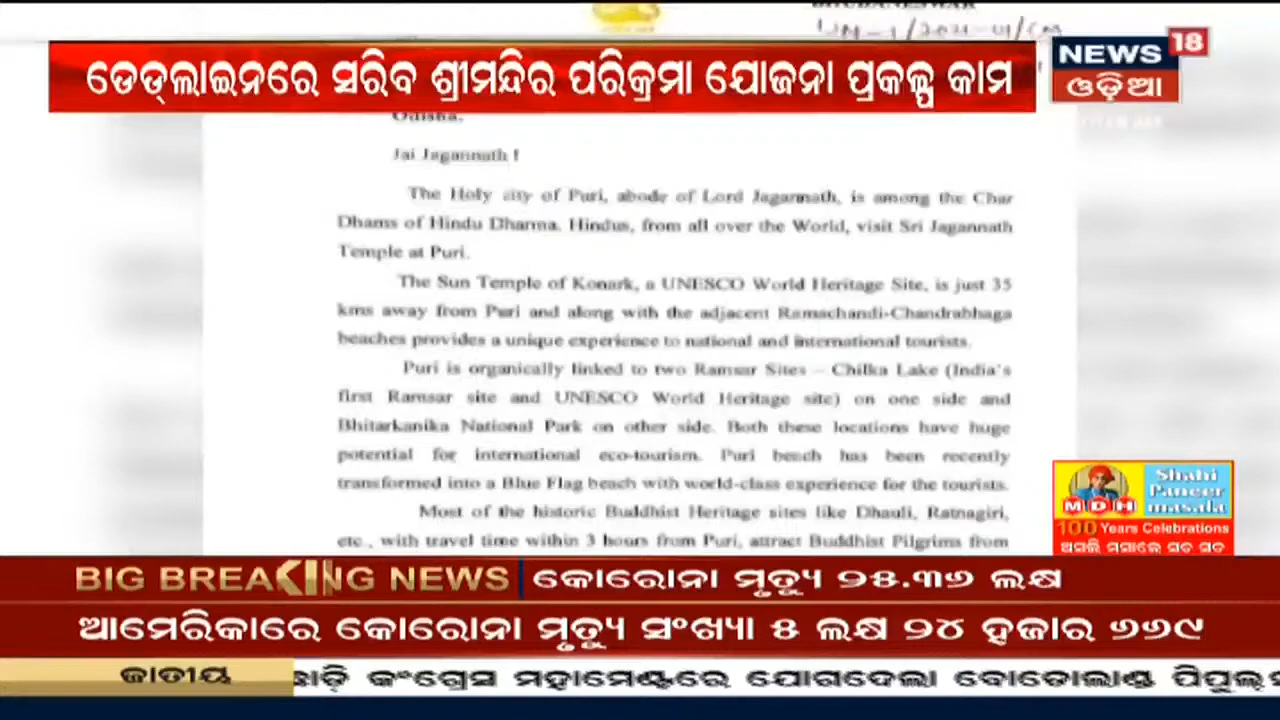 BHUBANESWAR
ଡେଡ୍‌ଲାଇନରେ ସରିବ ଶ୍ରୀମନ୍ଦିର ପରିକ୍ରମା ଯୋଜନା ପ୍ରକଳ୍ପ କାମ
NEWS 18
ଓଡ଼ିଆ
Odisha.
Jai Jagannath !
The Holy city of Puri, abode of Lord Jagannath, is among the Char
Dhams of Hindu Dharma. Hindus, from all over the World, visit Sri Jagannath
Temple at Puri.
The Sun Temple of Konark, a UNESCO World Heritage Site, is just 35
kms away from Puri and along with the adjacent Ramachandi-Chandrabhaga
beaches provides a unique experience to national and international tourists.
Puri is organically linked to two Ramsar Sites – Chilka Lake (India's
first Ramsar site and UNESCO World Heritage site) on one side and
Bhitarkanika National Park on other side. Both these locations have huge
potential for international eco-tourism. Puri beach has been recently
transformed into a Blue Flag beach with world-class experience for the tourists.
Most of the historic Buddhist Heritage sites like Dhauli, Ratnagiri,
etc., with travel time within 3 hours from Puri, attract Buddhist Pilgrims from
MDH
Shahi
Paneer
masala
100 Years Celebrations
ଅସଲି ମସାଲେ ସଚ ସଚ
BIG BREAKING NEWS
କୋରୋନା ମୃତ୍ୟୁ ୨୫.୩୬ ଲକ୍ଷ
ଆମେରିକାରେ କୋରୋନା ମୃତ୍ୟୁ ସଂଖ୍ୟା ୫ ଲକ୍ଷ ୨୪ ହଜାର ୬୬୯
ଜାତୀୟ
ଛାଡ଼ି କଂଗ୍ରେସ ମହାମେଣ୍ଟରେ ଯୋଗଦେଲା ବୋଡୋଲାଣ୍ଡ ପିପୁଲ୍ସ